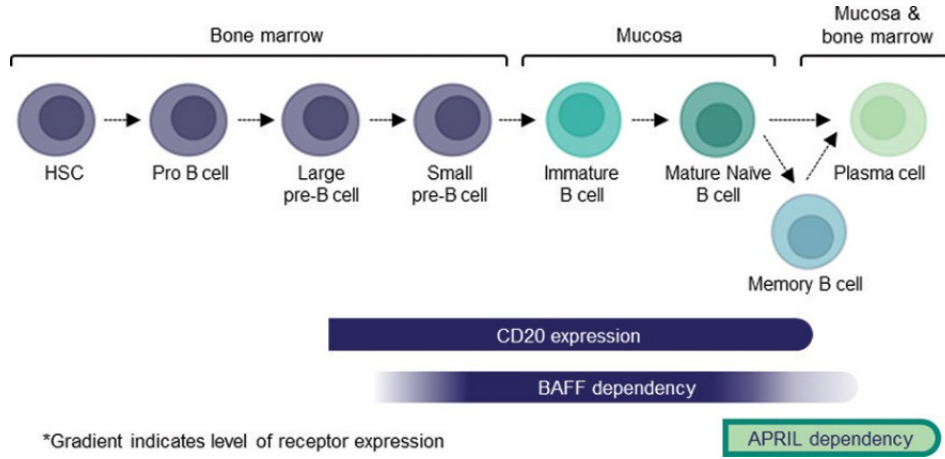 Bone marrow
Mucosa
Mucosa &
bone marrow
HSC
Pro B cell
Large
pre-B cell
Small
pre-B cell
Immature
B cell
Mature Naïve
B cell
Plasma cell
Memory B cell
CD20 expression
BAFF dependency
*Gradient indicates level of receptor expression
APRIL dependency